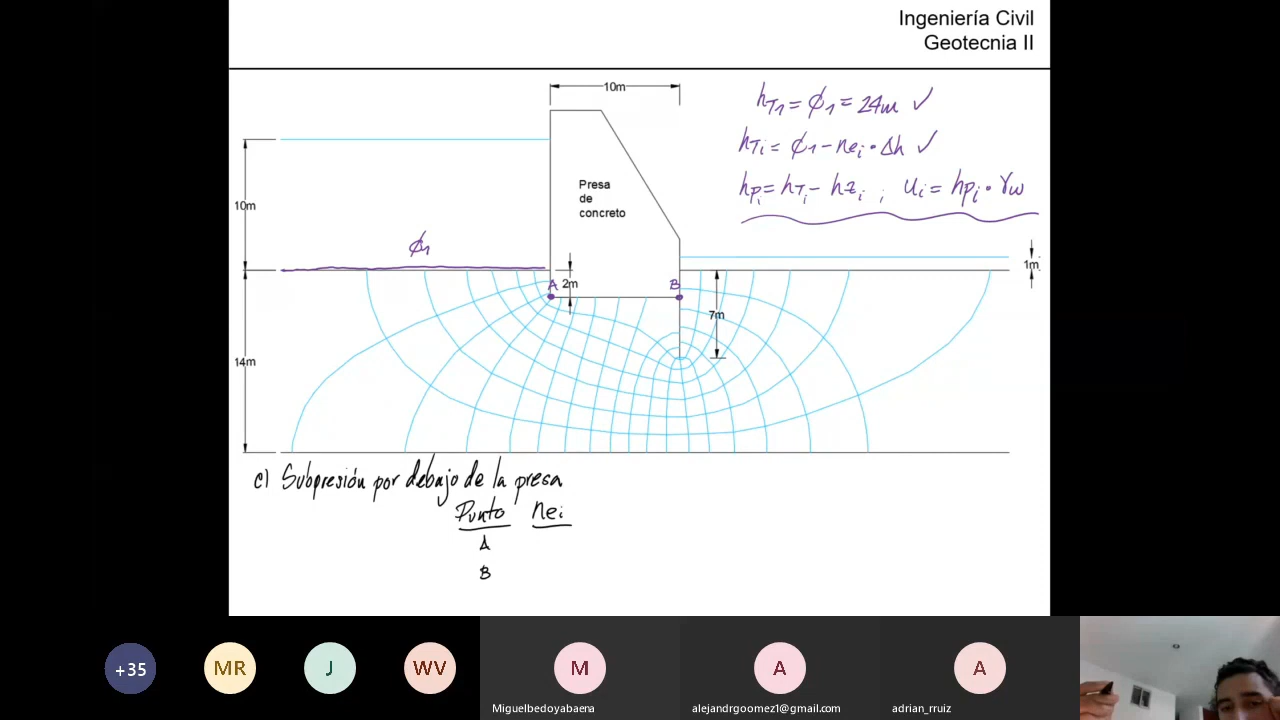 Ingeniería Civil
Geotecnia II
10m
hT1 = ϕ1 = 24m ✓
hTi = ϕ1 - nei • Δh ✓
hPi = hTi - hzi ; ui = hpi • γw
Presa
de
concreto
10m
ϕ1
1m
A 2m
B
7m
14m
c) Subpresión por debajo de la presa
Punto nei
A
B
+35
MR
J
WV
M
A
A
Miguelbedoyabaena
alejandrgoomez1@gmail.com
adrian_rruiz